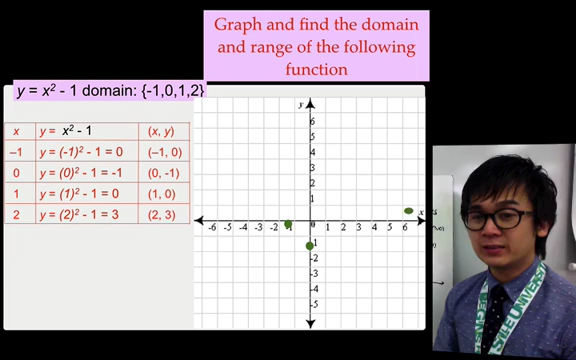 Graph and find the domain
and range of the following
function
y = x² - 1 domain: {-1,0,1,2}
x y = x² - 1 (x, y)
–1 y = (-1)² - 1 = 0 (–1, 0)
0 y = (0)² - 1 = -1 (0, -1)
1 y = (1)² - 1 = 0 (1, 0)
2 y = (2)² - 1 = 3 (2, 3)
y
6
5
4
3
2
1
-6 -5 -4 -3 -2 -1 0 1 2 3 4 5 6 x
-1
-2
-3
-4
-5